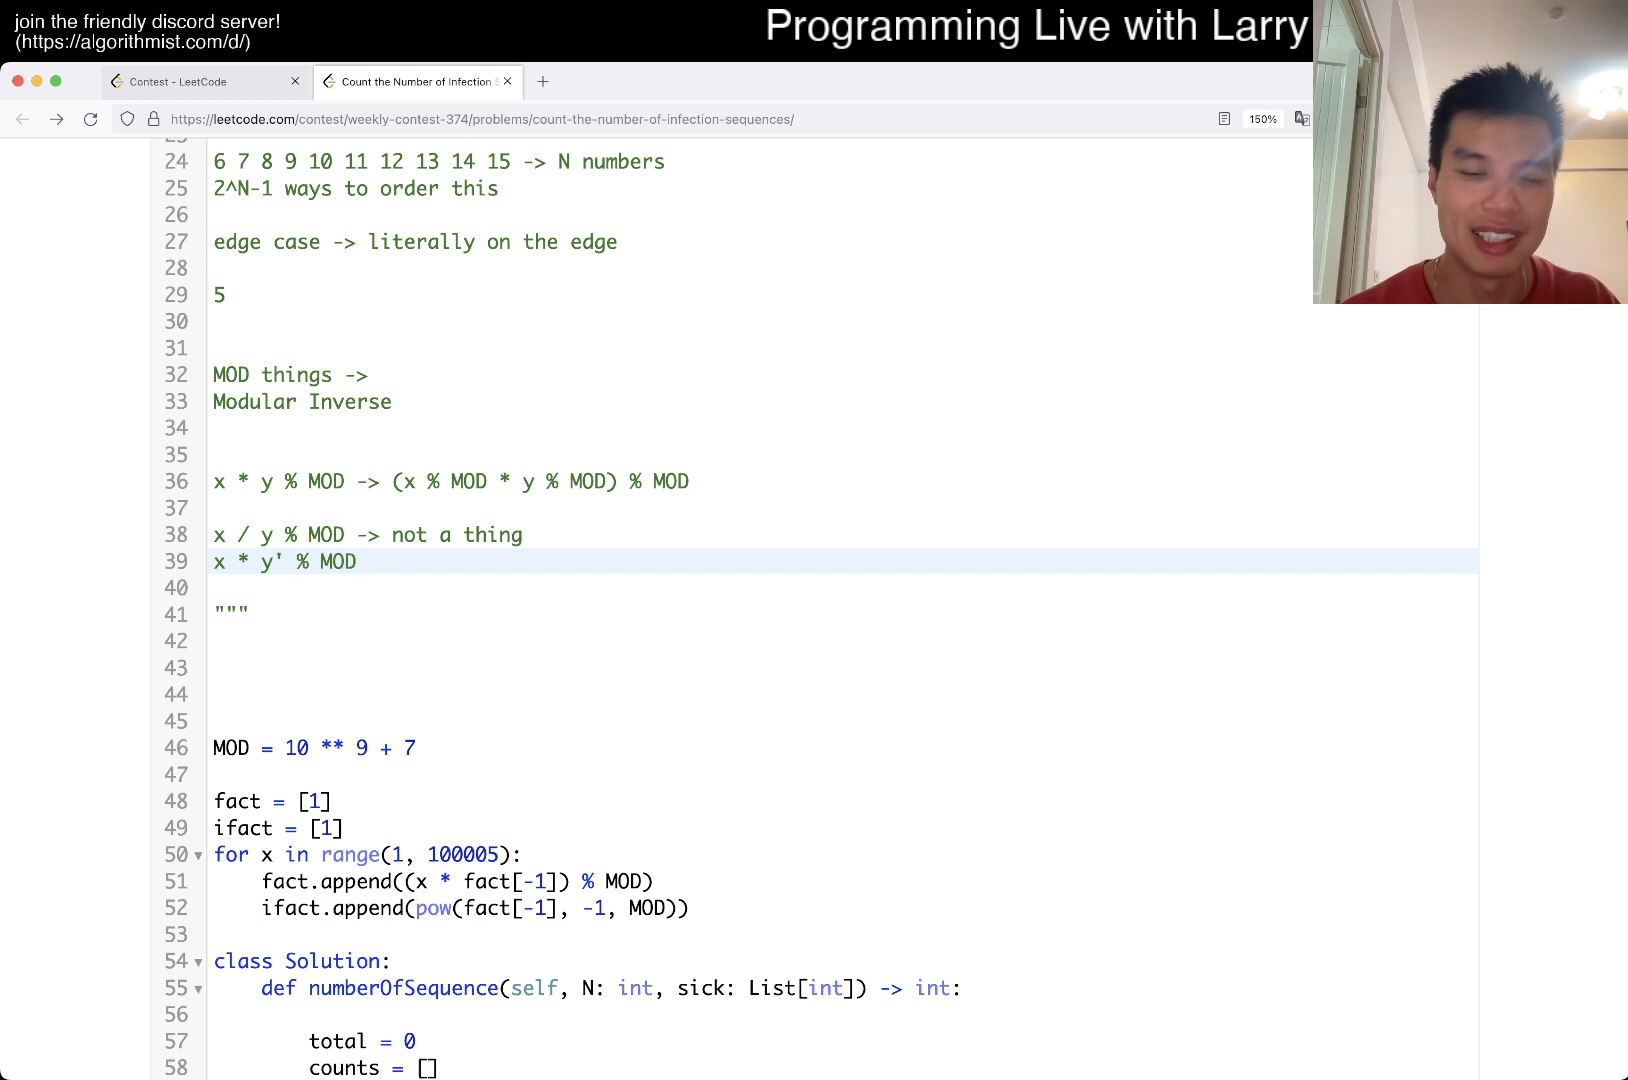 join the friendly discord server!
(https://algorithmist.com/d/)
Programming Live with Larry
Contest - LeetCode
Count the Number of Infection S
https://leetcode.com/contest/weekly-contest-374/problems/count-the-number-of-infection-sequences/
150%
24 6 7 8 9 10 11 12 13 14 15 -> N numbers
25 2^N-1 ways to order this
26
27 edge case -> literally on the edge
28
29 5
30
31
32 MOD things ->
33 Modular Inverse
34
35
36 x * y % MOD -> (x % MOD * y % MOD) % MOD
37
38 x / y % MOD -> not a thing
39 x * y' % MOD
40
41 """
42
43
44
45
46 MOD = 10 ** 9 + 7
47
48 fact = [1]
49 ifact = [1]
50 for x in range(1, 100005):
51 fact.append((x * fact[-1]) % MOD)
52 ifact.append(pow(fact[-1], -1, MOD))
53
54 class Solution:
55 def numberOfSequence(self, N: int, sick: List[int]) -> int:
56
57 total = 0
58 counts = []